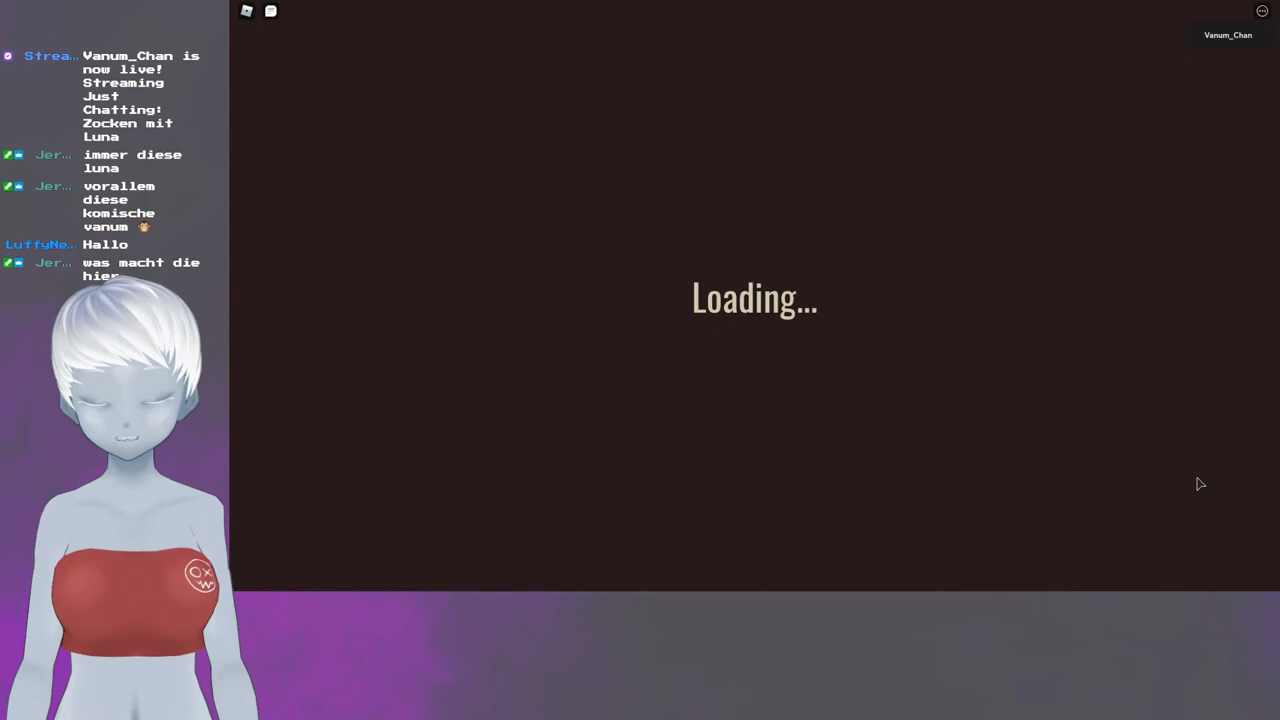 Vanum_Chan
Strea... Vanum_Chan is
now live!
Streaming
Just
Chatting:
Zocken mit
Luna
Jer... immer diese
luna
Jer... vorallem
diese
komische
vanum
LuffyNe... Hallo
Jer... was macht die
hier
Loading...